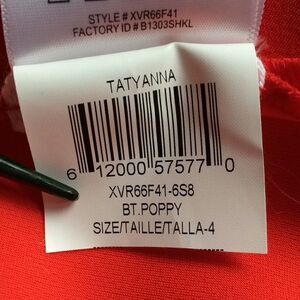 STYLE # XVR66F41
FACTORY ID # B1303SHKL
TATYANNA
6 12000 57577 0
XVR66F41-6S8
BT.POPPY
SIZE/TAILLE/TALLA-4